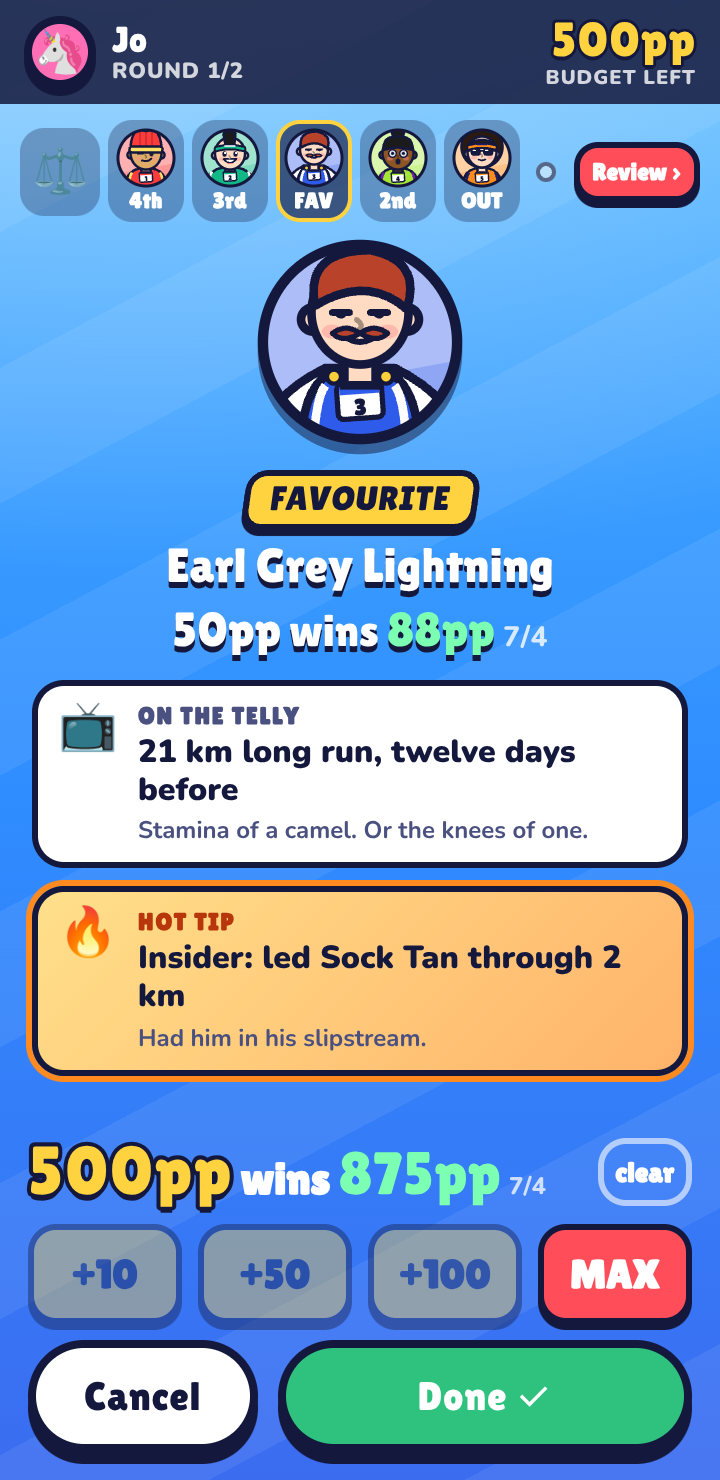 Jo
ROUND 1/2
500pp
BUDGET LEFT
4th
3rd
FAV
2nd
OUT
Review ›
3
FAVOURITE
Earl Grey Lightning
50pp wins 88pp 7/4
ON THE TELLY
21 km long run, twelve days
before
Stamina of a camel. Or the knees of one.
HOT TIP
Insider: led Sock Tan through 2
km
Had him in his slipstream.
500pp wins 875pp 7/4
clear
+10
+50
+100
MAX
Cancel
Done ✓